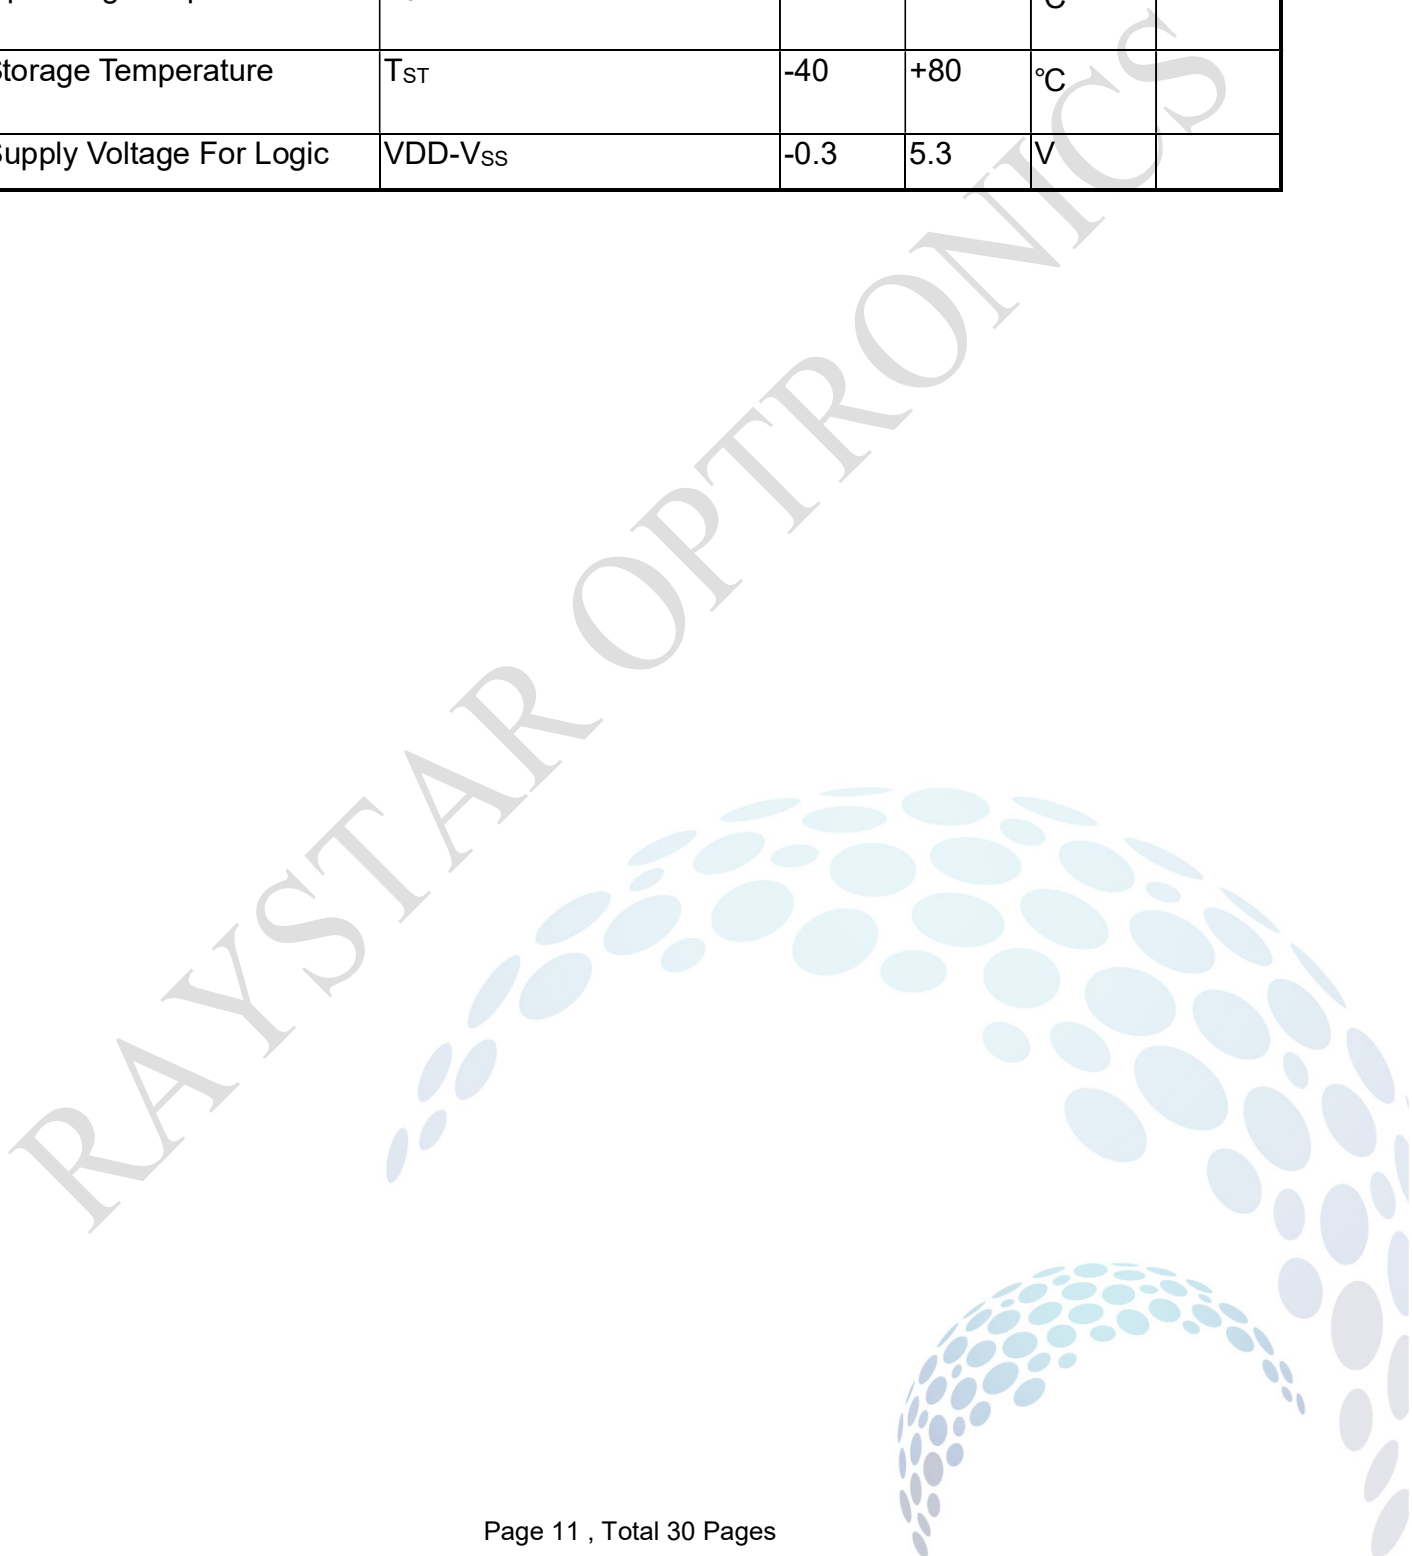 ℃
Storage Temperature TST -40 +80 ℃
Supply Voltage For Logic VDD-VSS -0.3 5.3 V
RAYSTAR OPTRONICS
Page 11 , Total 30 Pages